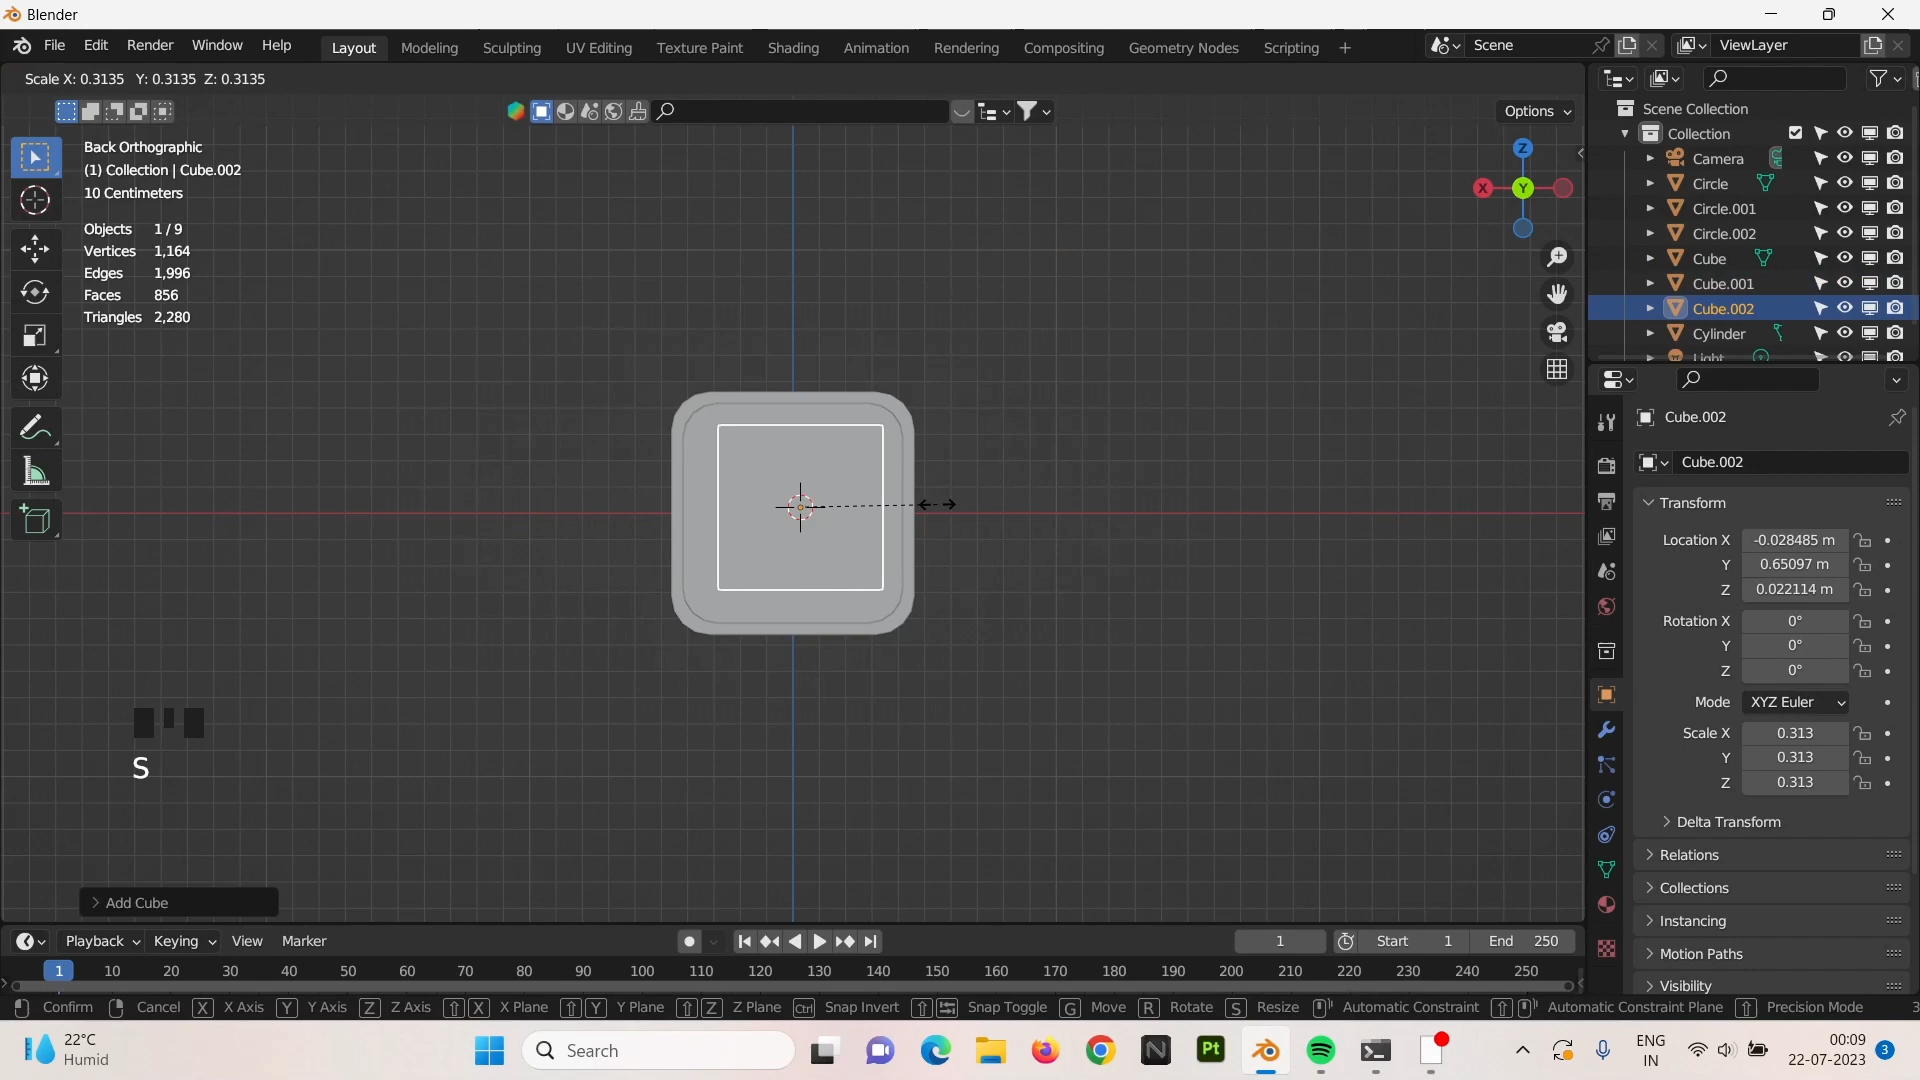 Blender
File Edit Render Window Help Layout Modeling Sculpting UV Editing Texture Paint Shading Animation Rendering Compositing Geometry Nodes Scripting + Scene ViewLayer
Scale X: 0.3135 Y: 0.3135 Z: 0.3135
Options
Back Orthographic
(1) Collection | Cube.002
10 Centimeters
Objects 1/9
Vertices 1,164
Edges 1,996
Faces 856
Triangles 2,280
Z
X
Y
S
Add Cube
Scene Collection
Collection
Camera
Circle
Circle.001
Circle.002
Cube
Cube.001
Cube.002
Cylinder
Light
Cube.002
Cube.002
Transform
Location X -0.028485 m
Y 0.65097 m
Z 0.022114 m
Rotation X 0°
Y 0°
Z 0°
Mode XYZ Euler
Scale X 0.313
Y 0.313
Z 0.313
Delta Transform
Relations
Collections
Instancing
Motion Paths
Visibility
Playback Keying View Marker 1 Start 1 End 250
1 10 20 30 40 50 60 70 80 90 100 110 120 130 140 150 160 170 180 190 200 210 220 230 240 250
Confirm Cancel X X Axis Y Y Axis Z Z Axis X X Plane Y Y Plane Z Z Plane Ctrl Snap Invert Snap Toggle G Move R Rotate S Resize Automatic Constraint Automatic Constraint Plane Precision Mode 3
22°C
Humid
Search
Pt
ENG
IN
00:09
22-07-2023
3